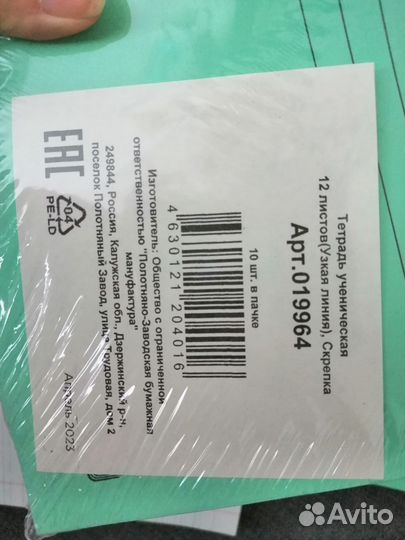 Тетрадь ученическая
12 листов(Узкая линия), Скрепка
Арт.019964
10 шт. в пачке
4 630121 204016
Изготовитель: Общество с ограниченной
ответственностью "Полотняно-Заводская бумажная
мануфактура"
249844, Россия, Калужская обл., Дзержинский р-н,
поселок Полотняный Завод, улица Трудовая, дом 2
Апрель 2023
EAC
04
PE-LD
Avito